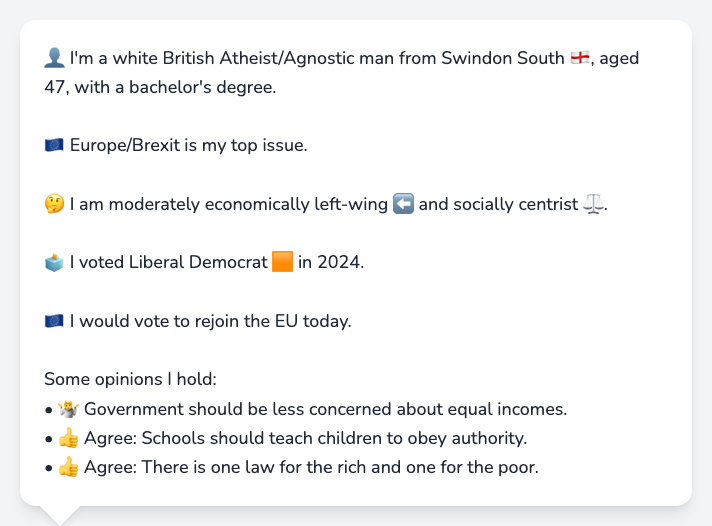 👤 I'm a white British Atheist/Agnostic man from Swindon South 🏴󠁧󠁢󠁥󠁮󠁧󠁿, aged
47, with a bachelor's degree.
🇪🇺 Europe/Brexit is my top issue.
🤔 I am moderately economically left-wing ⬅️ and socially centrist ⚖️.
🗳️ I voted Liberal Democrat 🟧 in 2024.
🇪🇺 I would vote to rejoin the EU today.
Some opinions I hold:
• 🤷 Government should be less concerned about equal incomes.
• 👍 Agree: Schools should teach children to obey authority.
• 👍 Agree: There is one law for the rich and one for the poor.